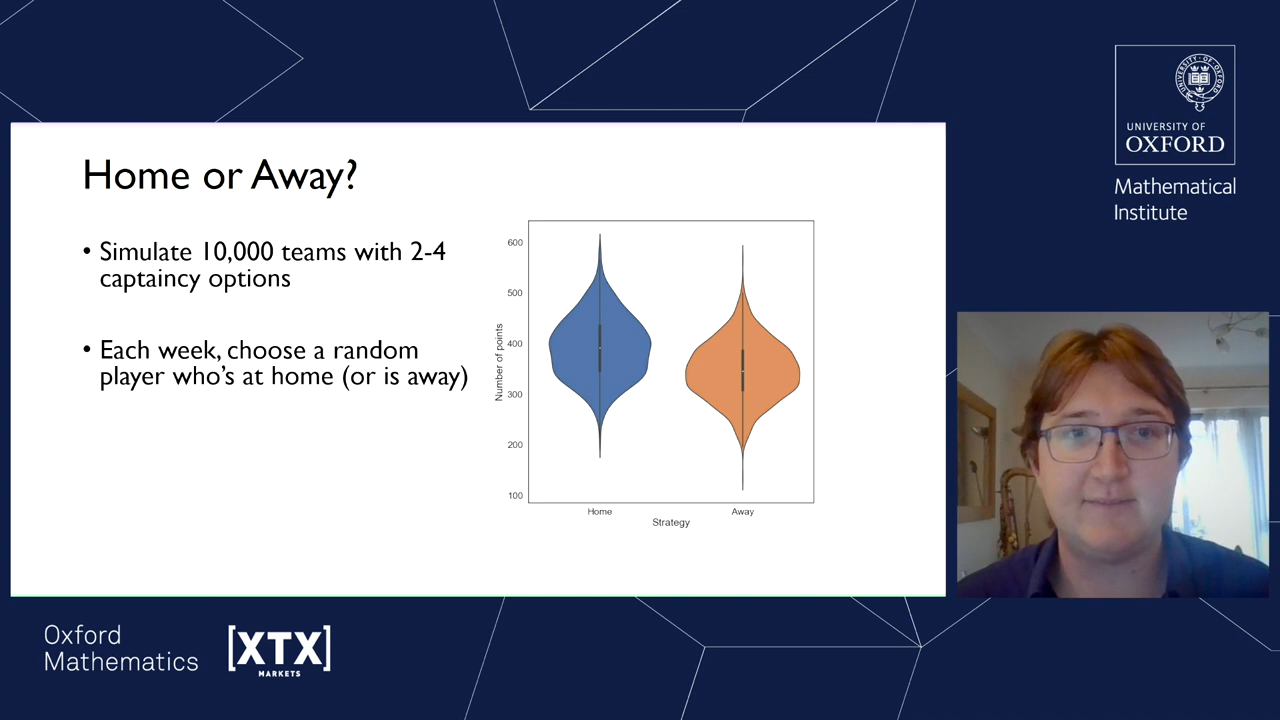 UNIVERSITY OF
OXFORD
Mathematical
Institute
Home or Away?
• Simulate 10,000 teams with 2-4
captaincy options
• Each week, choose a random
player who's at home (or is away)
Number of points
600
500
400
300
200
100
Home
Away
Strategy
Oxford
Mathematics
[XTX]
MARKETS